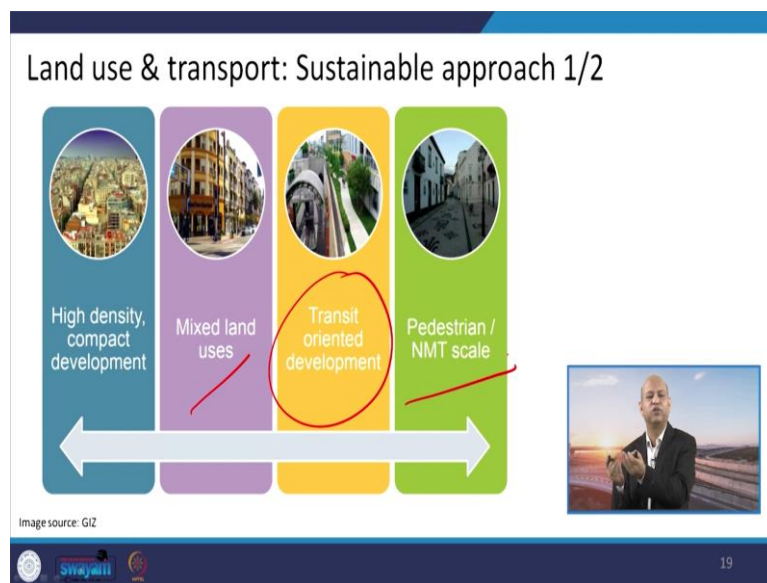 Land use & transport: Sustainable approach 1/2
High density,
compact
development
Mixed land
uses
Transit
oriented
development
Pedestrian /
NMT scale
Image source: GIZ
swayam
19